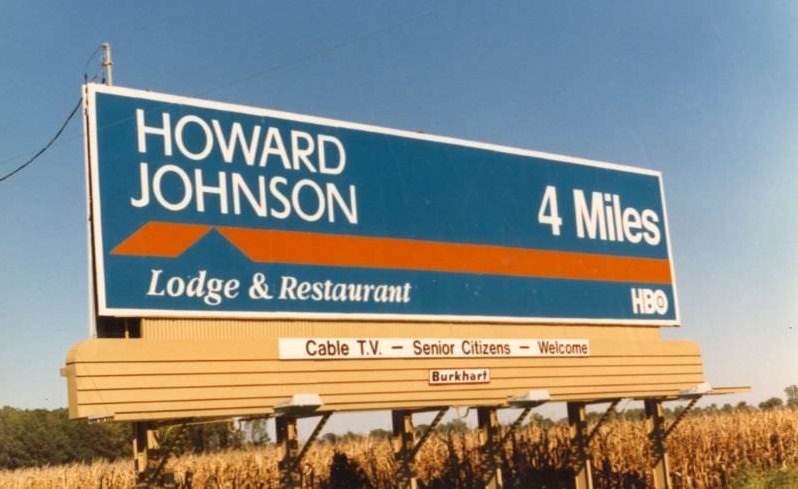 HOWARD
JOHNSON
4 Miles
Lodge & Restaurant
HBO
Cable T.V. — Senior Citizens — Welcome
Burkhart